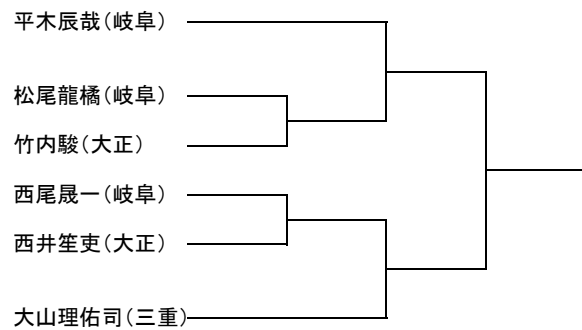 平木辰哉(岐阜)
松尾龍橘(岐阜)
竹内駿(大正)
西尾晟一(岐阜)
西井笙吏(大正)
大山理佑司(三重)